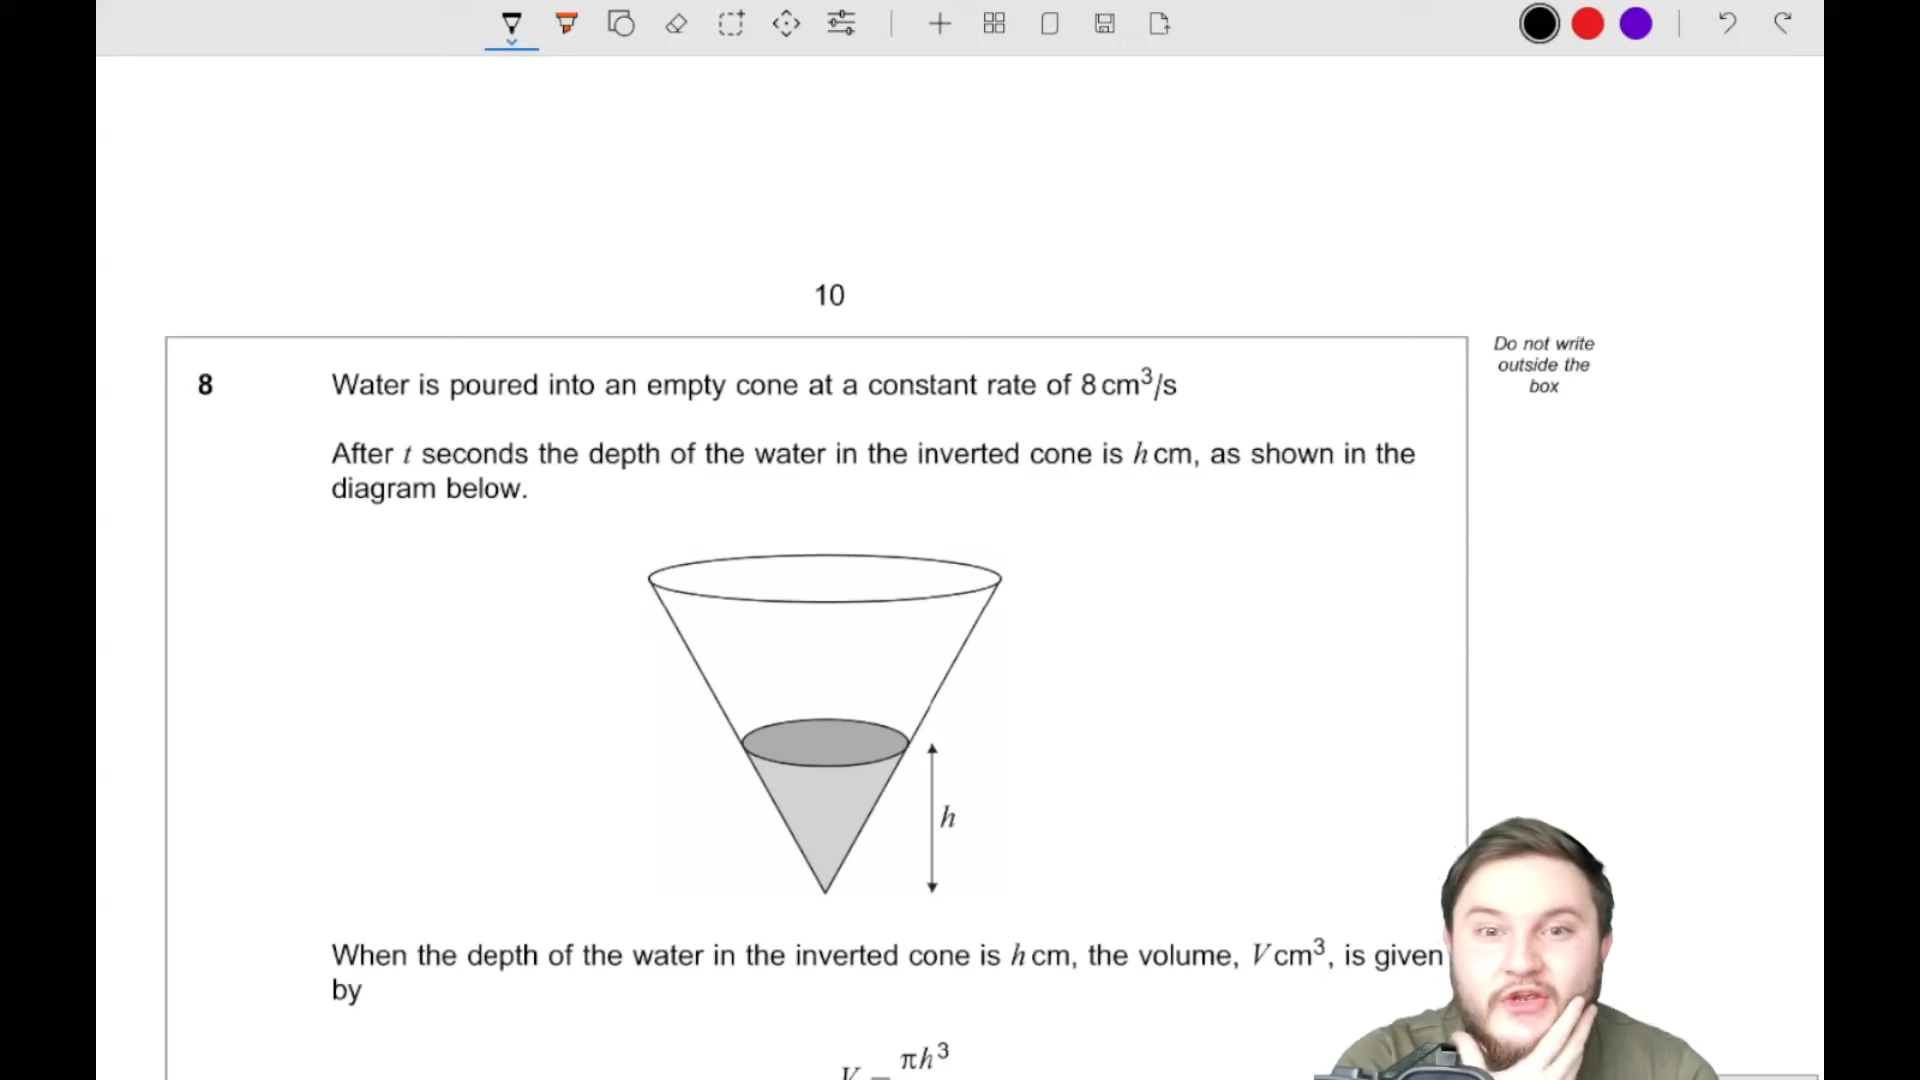 10
Do not write
outside the
box
8 Water is poured into an empty cone at a constant rate of 8 cm³/s
After t seconds the depth of the water in the inverted cone is h cm, as shown in the
diagram below.
h
When the depth of the water in the inverted cone is h cm, the volume, V cm³, is given
by
V = πh³